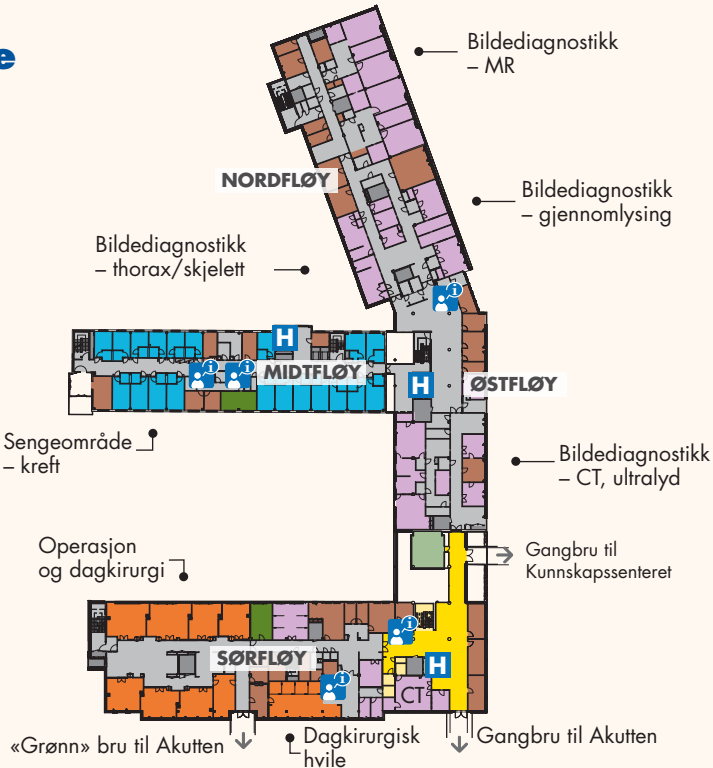 e
Bildediagnostikk
– MR
NORDFLØY
Bildediagnostikk
– gjennomlysing
Bildediagnostikk
– thorax/skjelett
i
H
i
i
MIDTFLØY
H
ØSTFLØY
Sengeområde
– kreft
Bildediagnostikk
– CT, ultralyd
Operasjon
og dagkirurgi
Gangbru til
Kunnskapssenteret
i
SØRFLØY
H
i
CT
«Grønn» bru til Akutten
Dagkirurgisk
hvile
Gangbru til Akutten